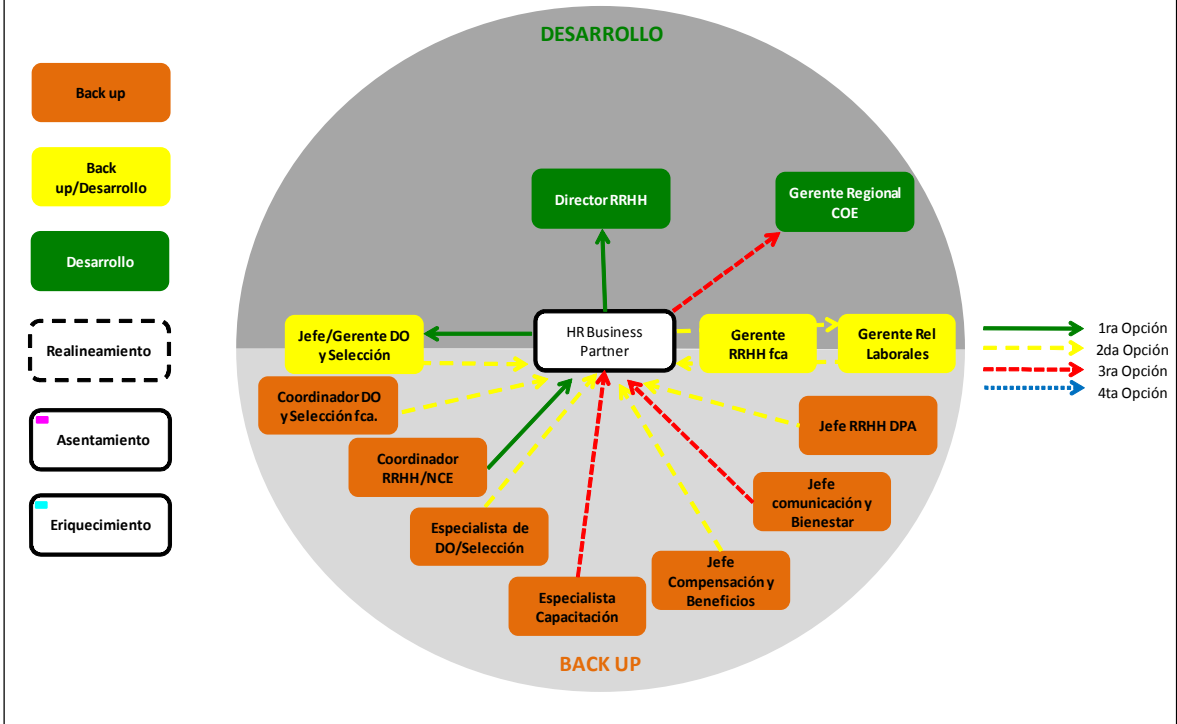 DESARROLLO
Back up
Back
up/Desarrollo
Desarrollo
Realineamiento
Asentamiento
Eriquecimiento
Director RRHH
Gerente Regional
COE
Jefe/Gerente DO
y Selección
HR Business
Partner
Gerente
RRHH fca
Gerente Rel
Laborales
Coordinador DO
y Selección fca.
Coordinador
RRHH/NCE
Especialista de
DO/Selección
Especialista
Capacitación
Jefe
Compensación y
Beneficios
Jefe
comunicación y
Bienestar
Jefe RRHH DPA
BACK UP
1ra Opción
2da Opción
3ra Opción
4ta Opción